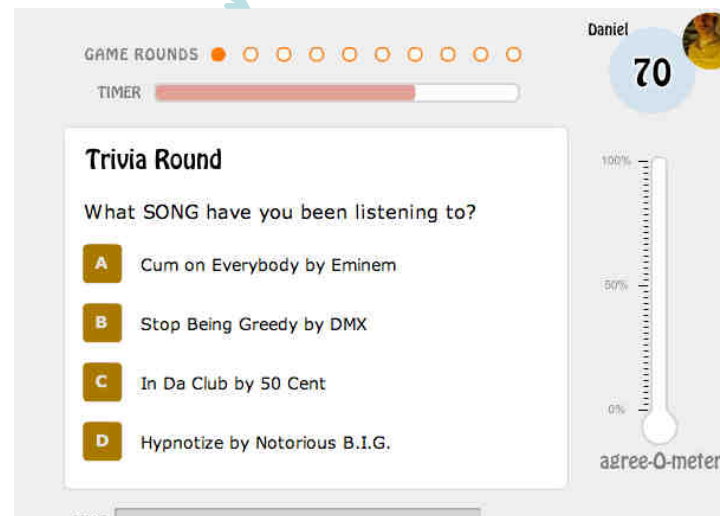 Daniel
GAME ROUNDS
70
TIMER
Trivia Round
100%
What SONG have you been listening to?
A Cum on Everybody by Eminem
50%
B Stop Being Greedy by DMX
C In Da Club by 50 Cent
0%
D Hypnotize by Notorious B.I.G.
agree-O-meter